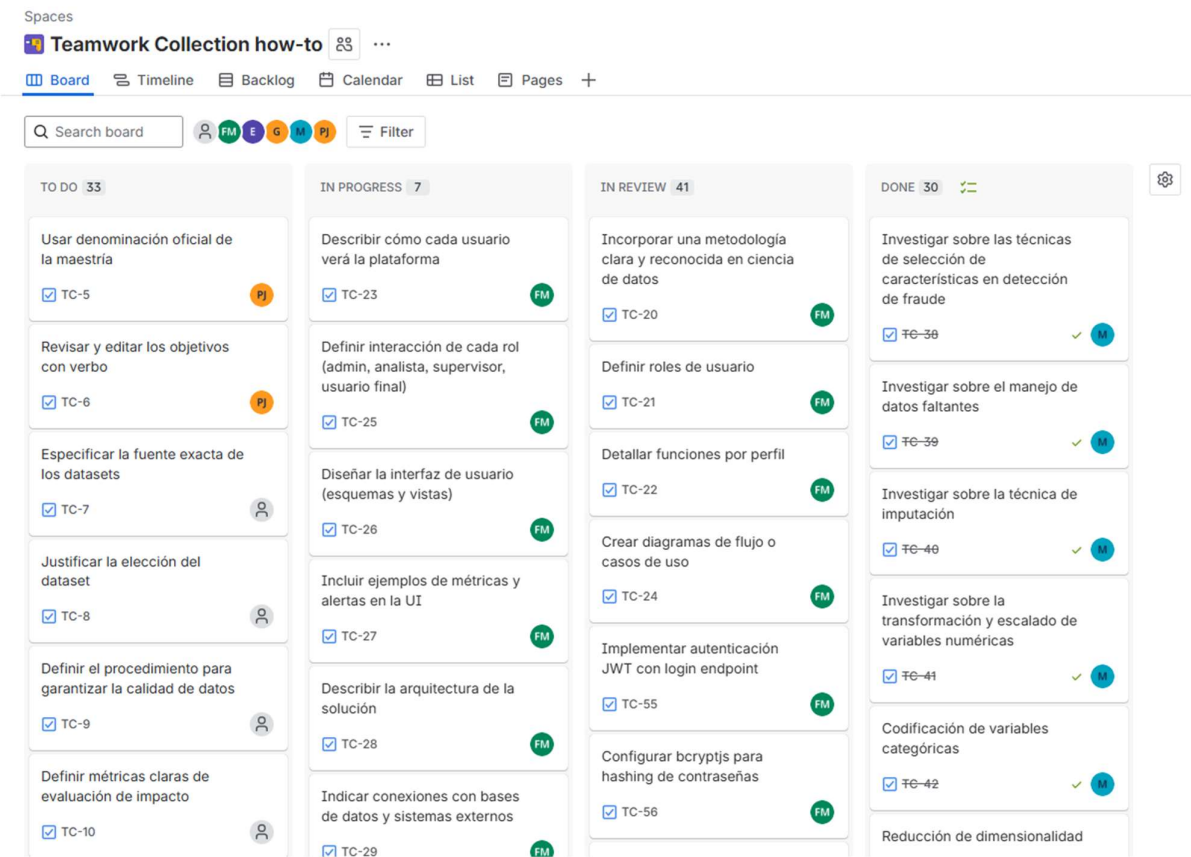 Spaces
Teamwork Collection how-to
Board Timeline Backlog Calendar List Pages
Search board FM E G M PJ Filter
TO DO 33
Usar denominación oficial de
la maestría
TC-5 PJ
Revisar y editar los objetivos
con verbo
TC-6 PJ
Especificar la fuente exacta de
los datasets
TC-7
Justificar la elección del
dataset
TC-8
Definir el procedimiento para
garantizar la calidad de datos
TC-9
Definir métricas claras de
evaluación de impacto
TC-10
IN PROGRESS 7
Describir cómo cada usuario
verá la plataforma
TC-23 FM
Definir interacción de cada rol
(admin, analista, supervisor,
usuario final)
TC-25 FM
Diseñar la interfaz de usuario
(esquemas y vistas)
TC-26 FM
Incluir ejemplos de métricas y
alertas en la UI
TC-27 FM
Describir la arquitectura de la
solución
TC-28 FM
Indicar conexiones con bases
de datos y sistemas externos
TC-29 FM
IN REVIEW 41
Incorporar una metodología
clara y reconocida en ciencia
de datos
TC-20 FM
Definir roles de usuario
TC-21 FM
Detallar funciones por perfil
TC-22 FM
Crear diagramas de flujo o
casos de uso
TC-24 FM
Implementar autenticación
JWT con login endpoint
TC-55 FM
Configurar bcryptjs para
hashing de contraseñas
TC-56 FM
DONE 30
Investigar sobre las técnicas
de selección de
características en detección
de fraude
TC-38 M
Investigar sobre el manejo de
datos faltantes
TC-39 M
Investigar sobre la técnica de
imputación
TC-40 M
Investigar sobre la
transformación y escalado de
variables numéricas
TC-41 M
Codificación de variables
categóricas
TC-42 M
Reducción de dimensionalidad